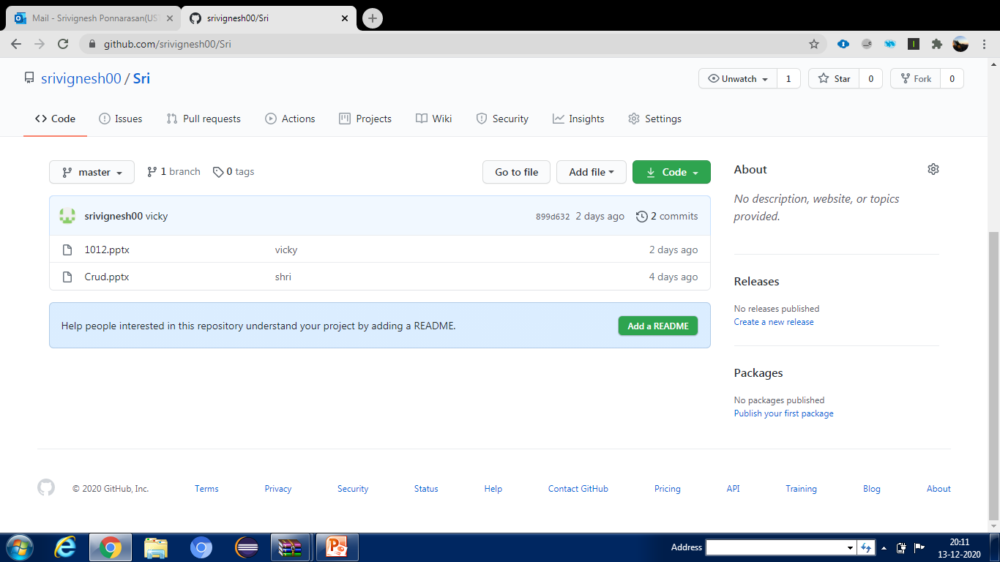 Mail - Srivignesh Ponnarasan(US
srivignesh00/Sri
github.com/srivignesh00/Sri
srivignesh00 / Sri
Unwatch 1 Star 0 Fork 0
Code Issues Pull requests Actions Projects Wiki Security Insights Settings
master 1 branch 0 tags Go to file Add file Code
srivignesh00 vicky 899d632 2 days ago 2 commits
1012.pptx vicky 2 days ago
Crud.pptx shri 4 days ago
Help people interested in this repository understand your project by adding a README. Add a README
About
No description, website, or topics
provided.
Releases
No releases published
Create a new release
Packages
No packages published
Publish your first package
© 2020 GitHub, Inc. Terms Privacy Security Status Help Contact GitHub Pricing API Training Blog About
Address
20:11
13-12-2020